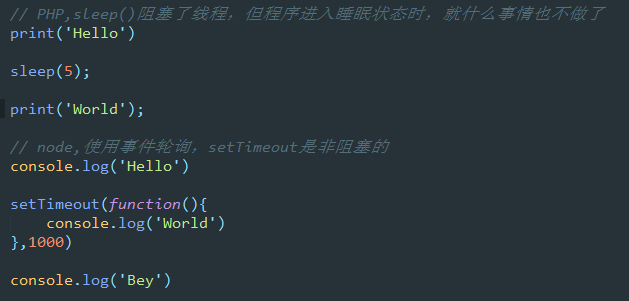 // PHP,sleep()阻塞了线程，但程序进入睡眠状态时，就什么事情也不做了
print('Hello')
sleep(5);
print('World');
// node,使用事件轮询，setTimeout是非阻塞的
console.log('Hello')
setTimeout(function(){
console.log('World')
},1000)
console.log('Bey')